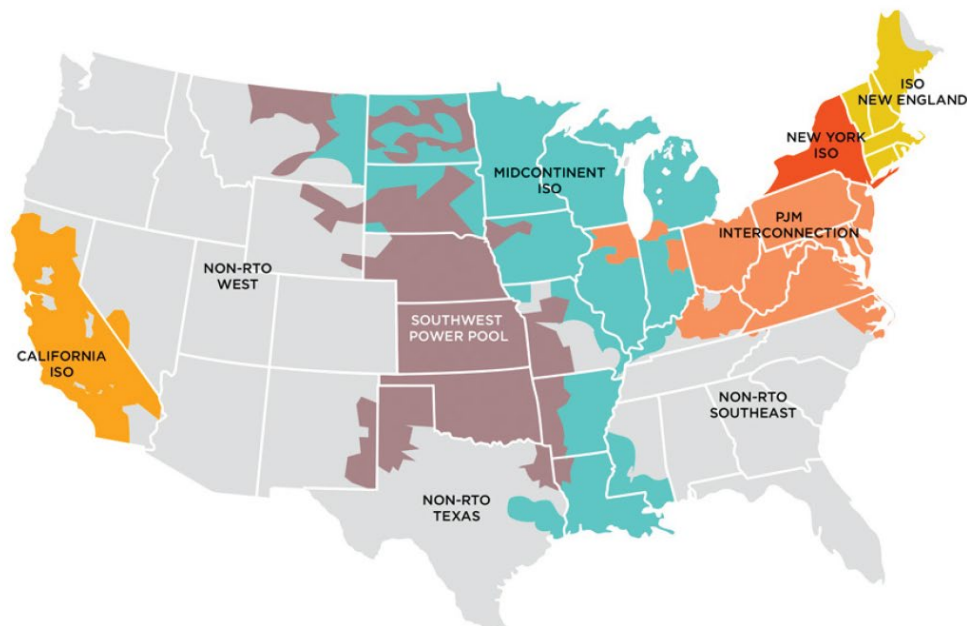 ISO
NEW ENGLAND
NEW YORK
ISO
MIDCONTINENT
ISO
PJM
INTERCONNECTION
NON-RTO
WEST
SOUTHWEST
POWER POOL
CALIFORNIA
ISO
NON-RTO
SOUTHEAST
NON-RTO
TEXAS